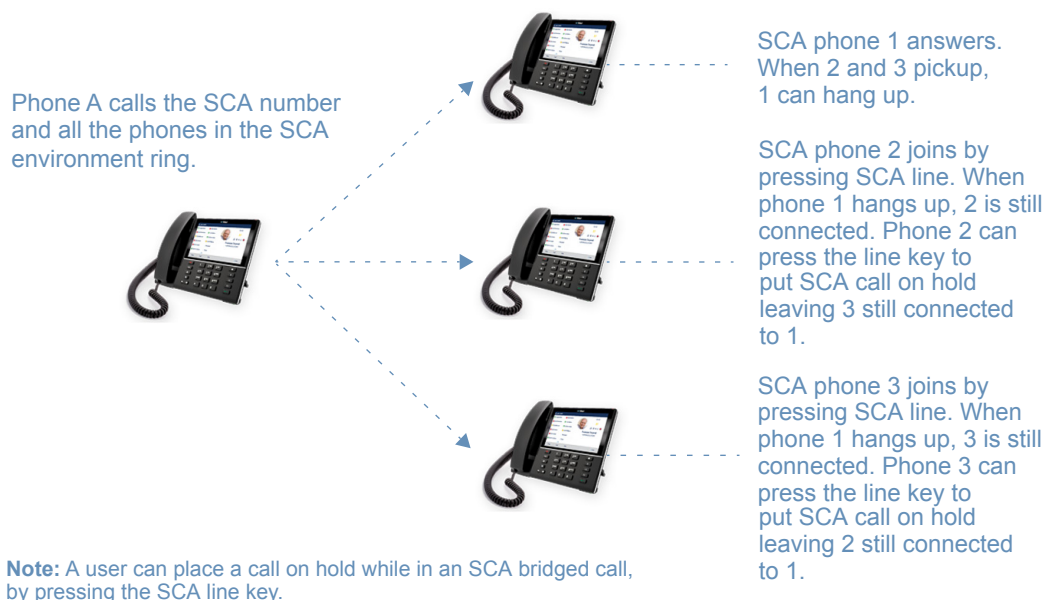 Phone A calls the SCA number
and all the phones in the SCA
environment ring.
SCA phone 1 answers.
When 2 and 3 pickup,
1 can hang up.
SCA phone 2 joins by
pressing SCA line. When
phone 1 hangs up, 2 is still
connected. Phone 2 can
press the line key to
put SCA call on hold
leaving 3 still connected
to 1.
SCA phone 3 joins by
pressing SCA line. When
phone 1 hangs up, 3 is still
connected. Phone 3 can
press the line key to
put SCA call on hold
leaving 2 still connected
to 1.
Note: A user can place a call on hold while in an SCA bridged call,
by pressing the SCA line key.